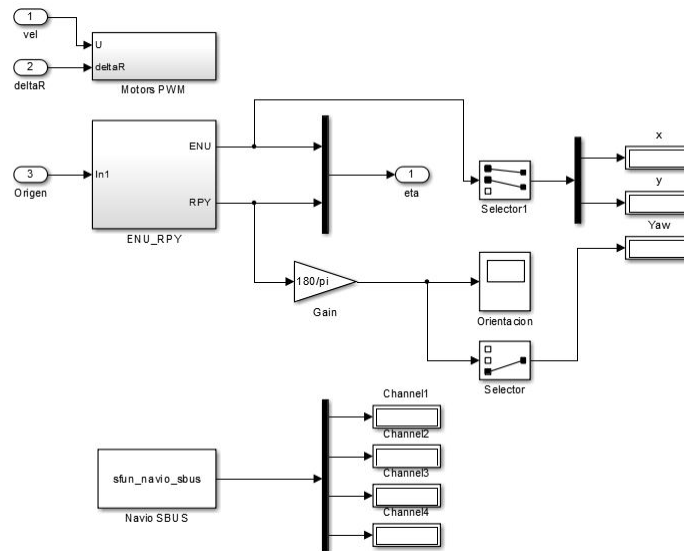 1
vel
U
2
deltaR
deltaR
Motors PWM
ENU
3
In1
Origen
RPY
ENU_RPY
1
eta
Selector1
x
y
Yaw
180/pi
Gain
Orientacion
Selector
Channel1
Channel2
Channel3
Channel4
sfun_navio_sbus
Navio SBUS